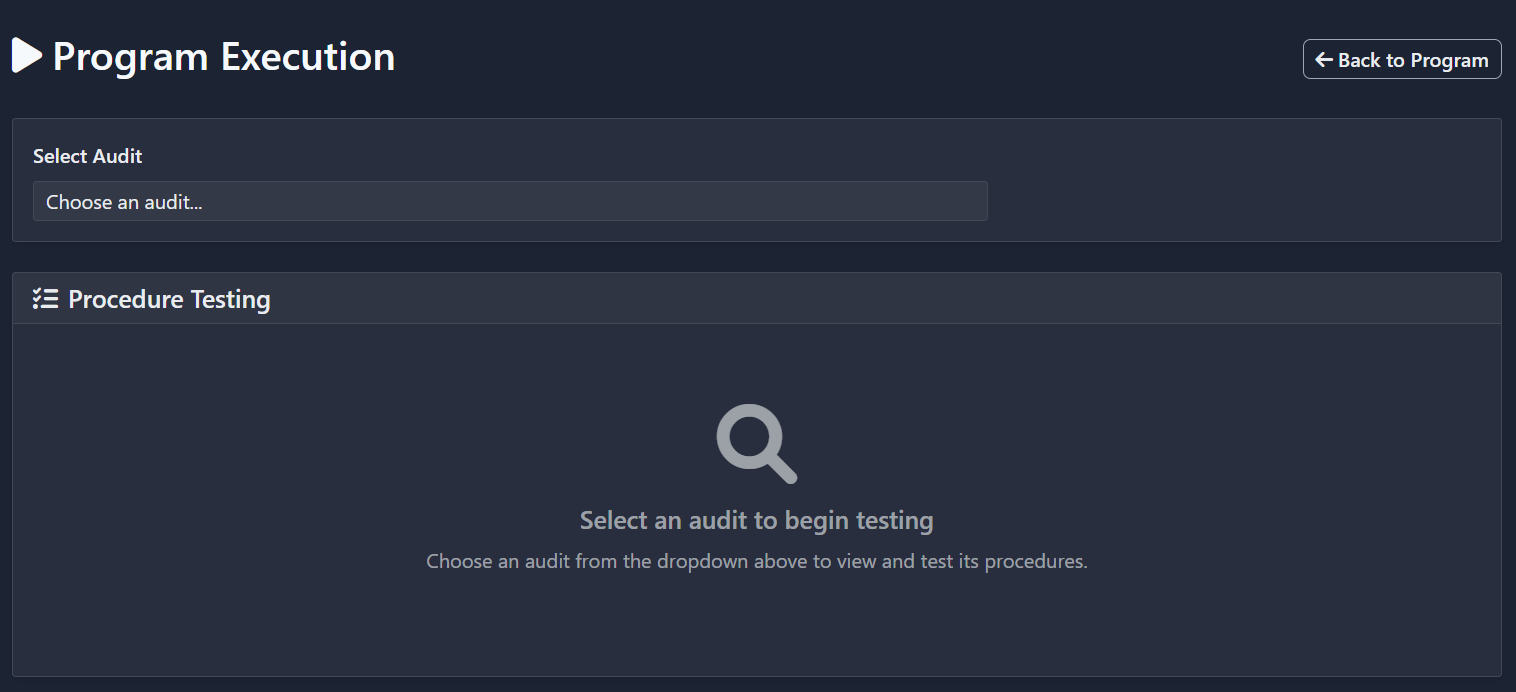 Program Execution
Back to Program
Select Audit
Choose an audit...
Procedure Testing
Select an audit to begin testing
Choose an audit from the dropdown above to view and test its procedures.